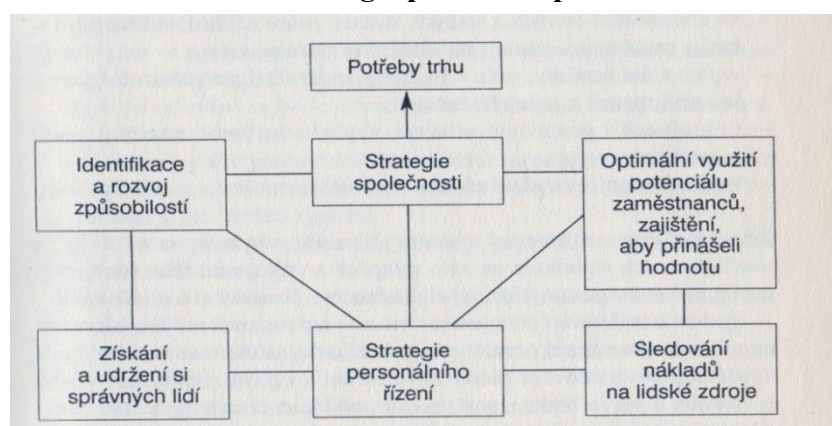 Potřeby trhu
Identifikace
a rozvoj
způsobilostí
Strategie
společnosti
Optimální využití
potenciálu
zaměstnanců,
zajištění,
aby přinášeli
hodnotu
Získání
a udržení si
správných lidí
Strategie
personálního
řízení
Sledování
nákladů
na lidské zdroje